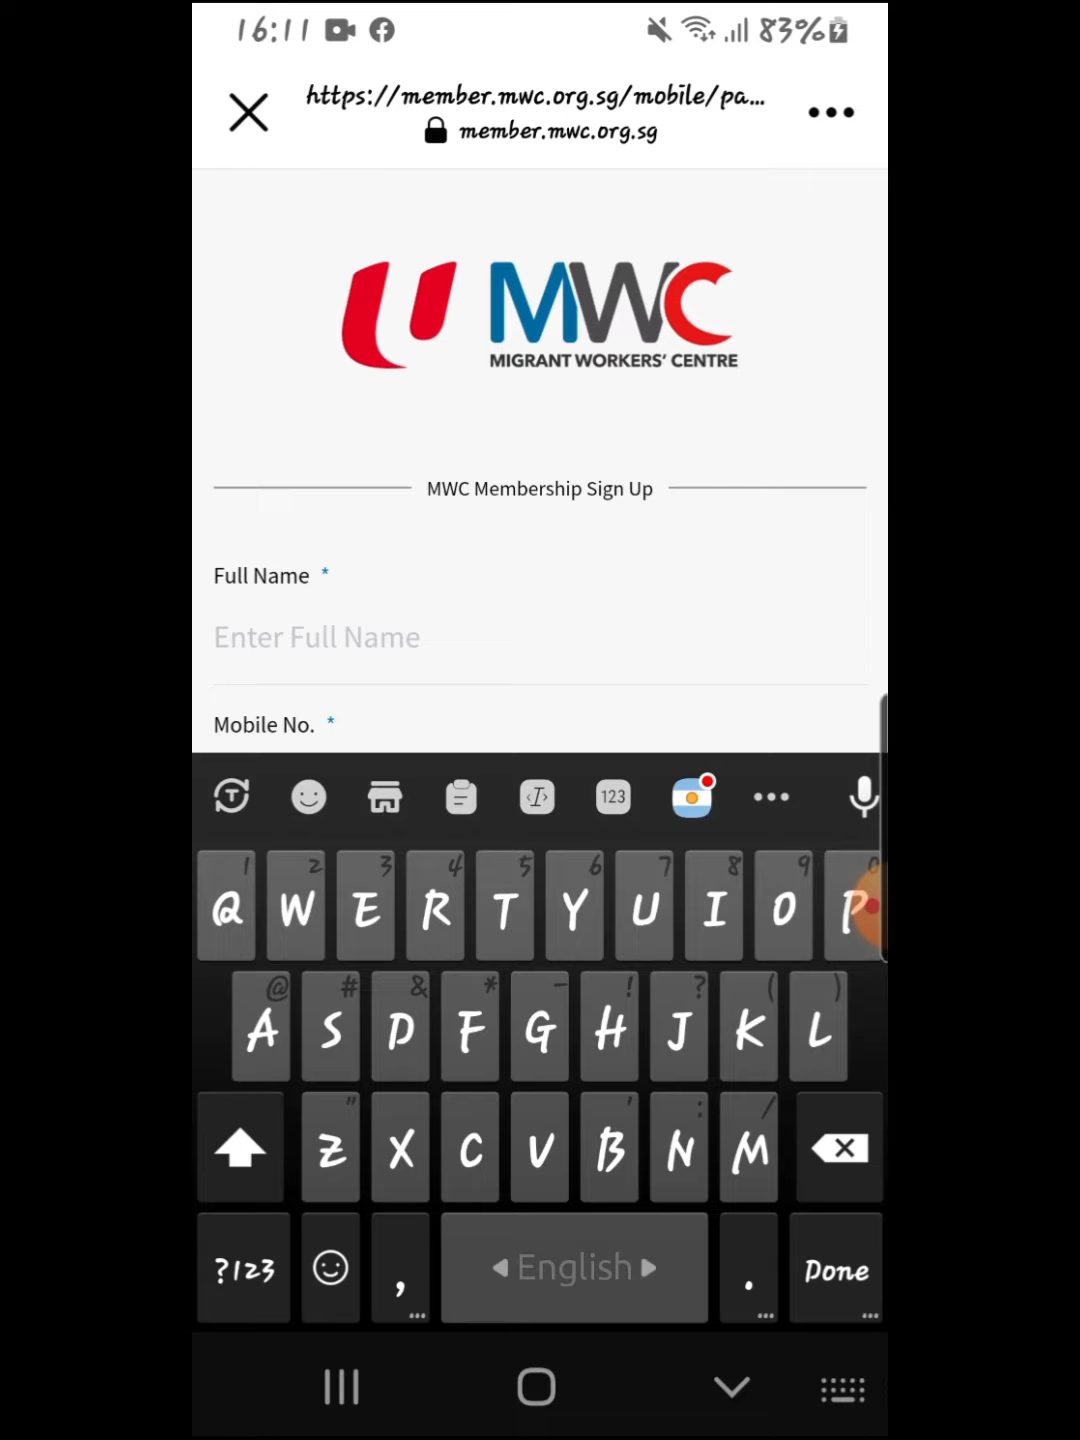 16:11
83%
https://member.mwc.org.sg/mobile/pa...
member.mwc.org.sg
MWC
MIGRANT WORKERS' CENTRE
MWC Membership Sign Up
Full Name *
Enter Full Name
Mobile No. *
T
123
1 2 3 4 5 6 7 8 9 0
Q W E R T Y U I O P
@ # & * - ! ? ( )
A S D F G H J K L
" ' : /
Z X C V B N M
?123 , English . Done